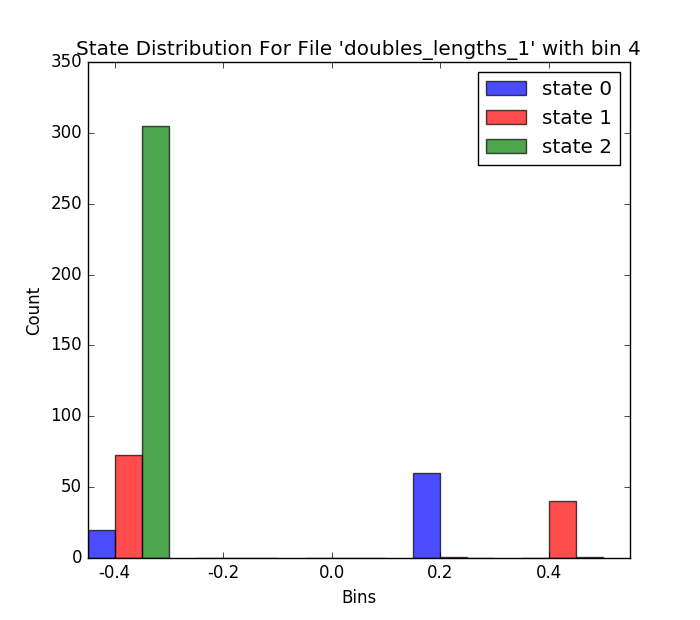 State Distribution For File 'doubles_lengths_1' with bin 4
350
300
250
200
150
100
50
0
Count
state 0
state 1
state 2
-0.4
-0.2
0.0
0.2
0.4
Bins